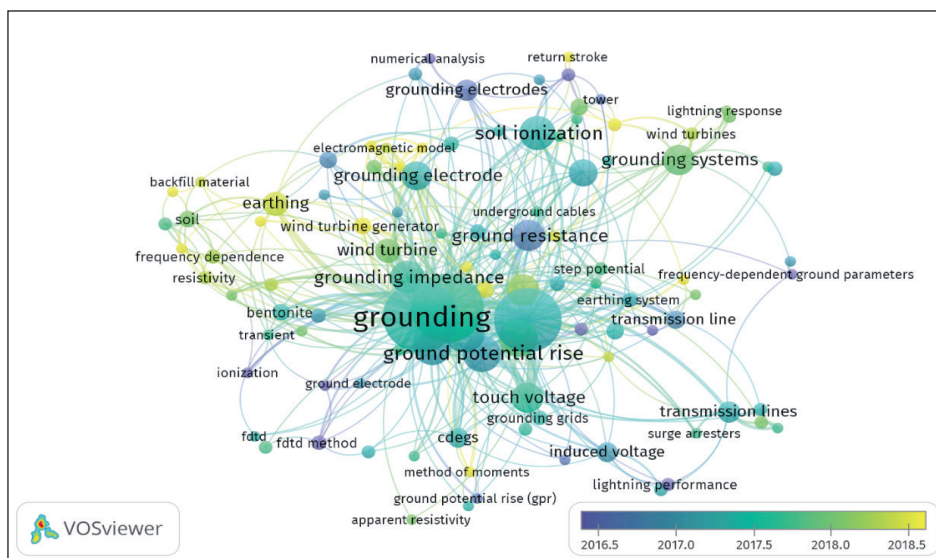 numerical analysis
return stroke
grounding electrodes
tower
lightning response
soil ionization
wind turbines
electromagnetic model
grounding systems
grounding electrode
backfill material
earthing
soil
underground cables
wind turbine generator
ground resistance
wind turbine
frequency dependence
step potential
resistivity
grounding impedance
frequency-dependent ground parameters
earthing system
bentonite
grounding
transmission line
transient
ground potential rise
ionization
ground electrode
touch voltage
transmission lines
grounding grids
fdtd
fdtd method
cdegs
surge arresters
induced voltage
method of moments
lightning performance
ground potential rise (gpr)
apparent resistivity
VOSviewer
2016.5 2017.0 2017.5 2018.0 2018.5